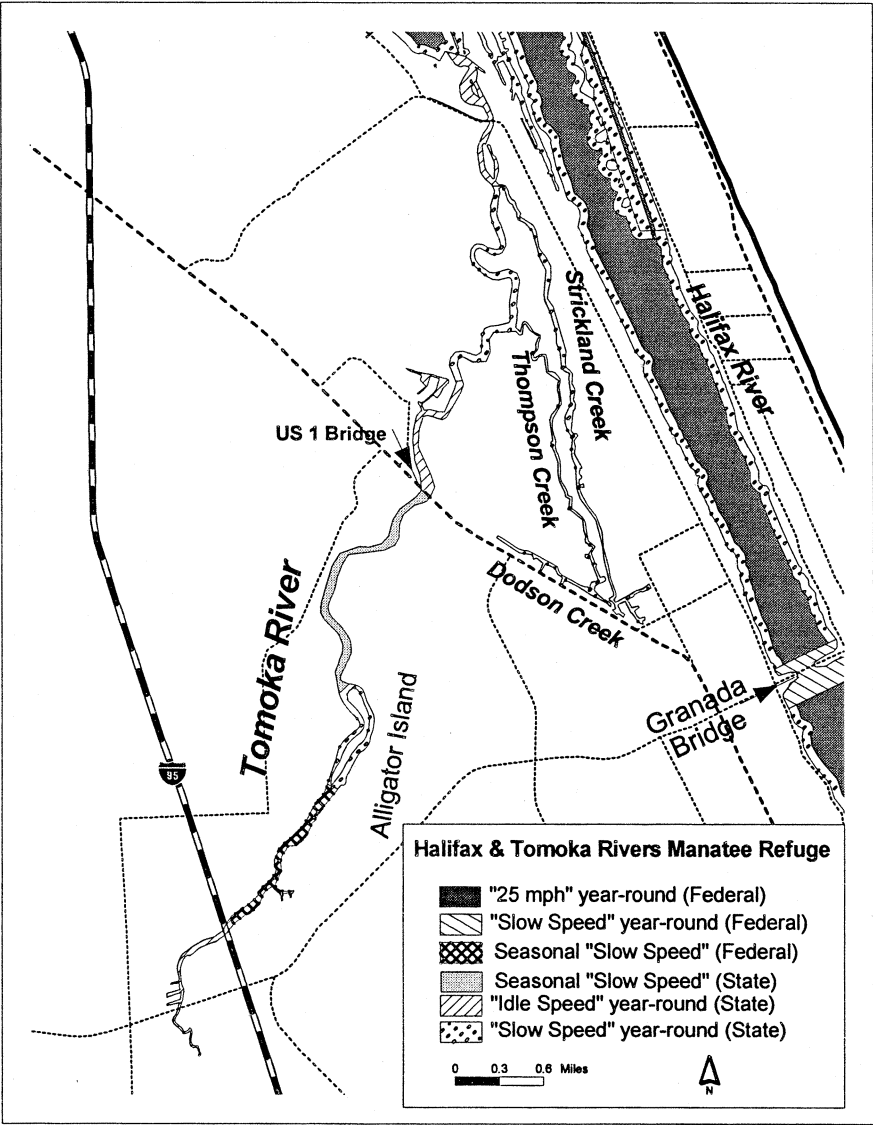 Strickland Creek
Halifax River
Thompson Creek
US 1 Bridge
Dodson Creek
Tomoka River
Granada
Bridge
Alligator Island
95
Halifax & Tomoka Rivers Manatee Refuge
"25 mph" year-round (Federal)
"Slow Speed" year-round (Federal)
Seasonal "Slow Speed" (Federal)
Seasonal "Slow Speed" (State)
"Idle Speed" year-round (State)
"Slow Speed" year-round (State)
0 0.3 0.6 Miles
N